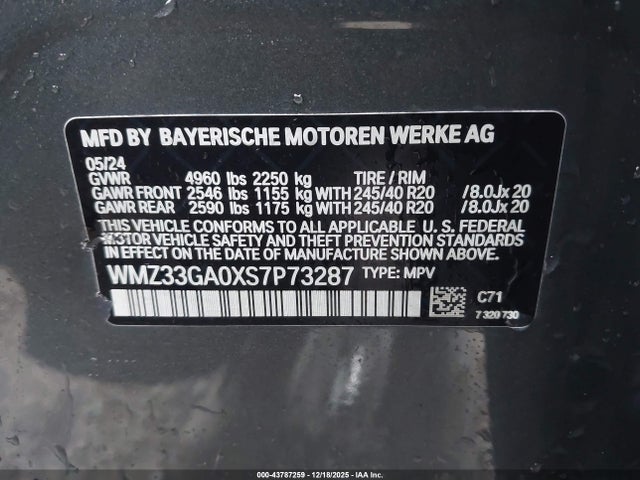 MFD BY BAYERISCHE MOTOREN WERKE AG
05/24
GVWR 4960 lbs 2250 kg TIRE / RIM
GAWR FRONT 2546 lbs 1155 kg WITH 245/40 R20 /8.0Jx 20
GAWR REAR 2590 lbs 1175 kg WITH 245/40 R20 /8.0Jx 20
THIS VEHICLE CONFORMS TO ALL APPLICABLE U. S. FEDERAL
MOTOR VEHICLE SAFETY AND THEFT PREVENTION STANDARDS
IN EFFECT ON THE DATE OF MANUFACTURE SHOWN ABOVE.
WMZ33GA0XS7P73287 TYPE: MPV
C71
7 320 730
000-43787259 - 12/18/2025 - IAA Inc.